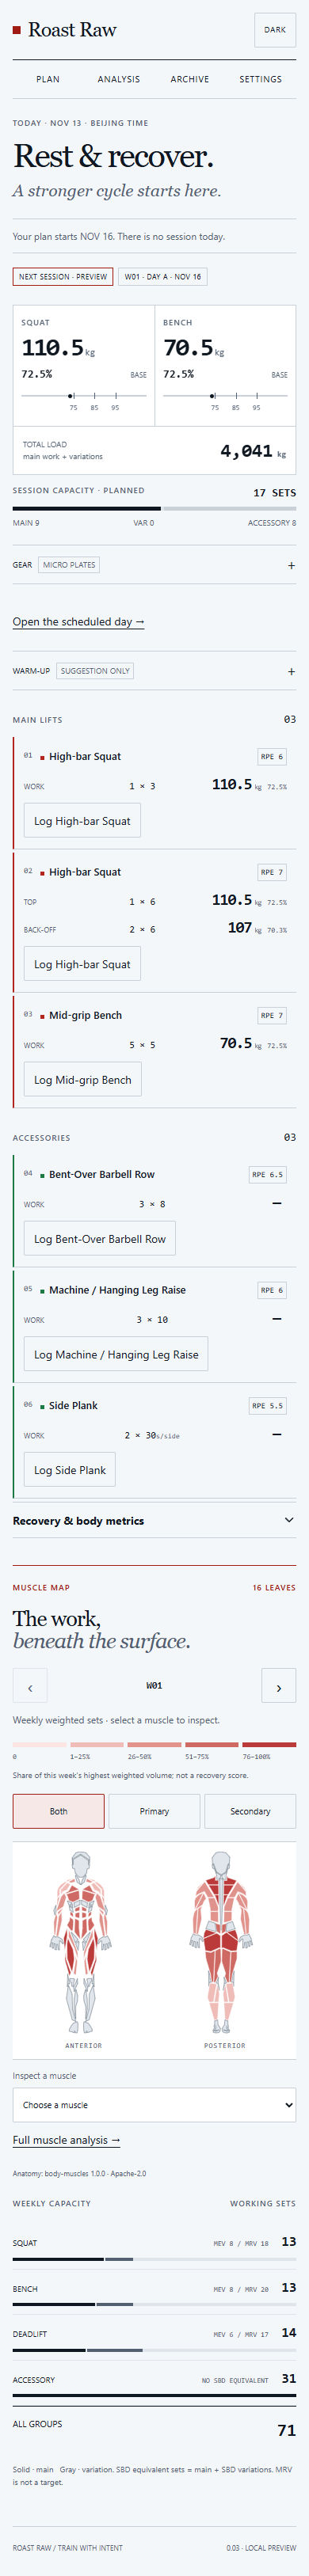 Roast Raw
DARK
PLAN ANALYSIS ARCHIVE SETTINGS
TODAY · NOV 13 · BEIJING TIME
Rest & recover.
A stronger cycle starts here.
Your plan starts NOV 16. There is no session today.
NEXT SESSION · PREVIEW W01 · DAY A · NOV 16
SQUAT BENCH
110.5 kg 70.5 kg
72.5% BASE 72.5% BASE
75 85 95 75 85 95
TOTAL LOAD
main work + variations
4,041 kg
SESSION CAPACITY · PLANNED 17 SETS
MAIN 9 VAR 0 ACCESSORY 8
GEAR MICRO PLATES +
Open the scheduled day →
WARM-UP SUGGESTION ONLY +
MAIN LIFTS 03
01 High-bar Squat RPE 6
WORK 1 × 3 110.5 kg 72.5%
Log High-bar Squat
02 High-bar Squat RPE 7
TOP 1 × 6 110.5 kg 72.5%
BACK-OFF 2 × 6 107 kg 70.3%
Log High-bar Squat
03 Mid-grip Bench RPE 7
WORK 5 × 5 70.5 kg 72.5%
Log Mid-grip Bench
ACCESSORIES 03
04 Bent-Over Barbell Row RPE 6.5
WORK 3 × 8 —
Log Bent-Over Barbell Row
05 Machine / Hanging Leg Raise RPE 6
WORK 3 × 10 —
Log Machine / Hanging Leg Raise
06 Side Plank RPE 5.5
WORK 2 × 30s/side —
Log Side Plank
Recovery & body metrics
MUSCLE MAP 16 LEAVES
The work,
beneath the surface.
‹ W01 ›
Weekly weighted sets · select a muscle to inspect.
0 1–25% 26–50% 51–75% 76–100%
Share of this week's highest weighted volume; not a recovery score.
Both Primary Secondary
ANTERIOR POSTERIOR
Inspect a muscle
Choose a muscle
Full muscle analysis →
Anatomy: body-muscles 1.0.0 · Apache-2.0
WEEKLY CAPACITY WORKING SETS
SQUAT MEV 8 / MRV 18 13
BENCH MEV 8 / MRV 20 13
DEADLIFT MEV 6 / MRV 17 14
ACCESSORY NO SBD EQUIVALENT 31
ALL GROUPS 71
Solid · main Gray · variation. SBD equivalent sets = main + SBD variations. MRV
is not a target.
ROAST RAW / TRAIN WITH INTENT 0.03 · LOCAL PREVIEW